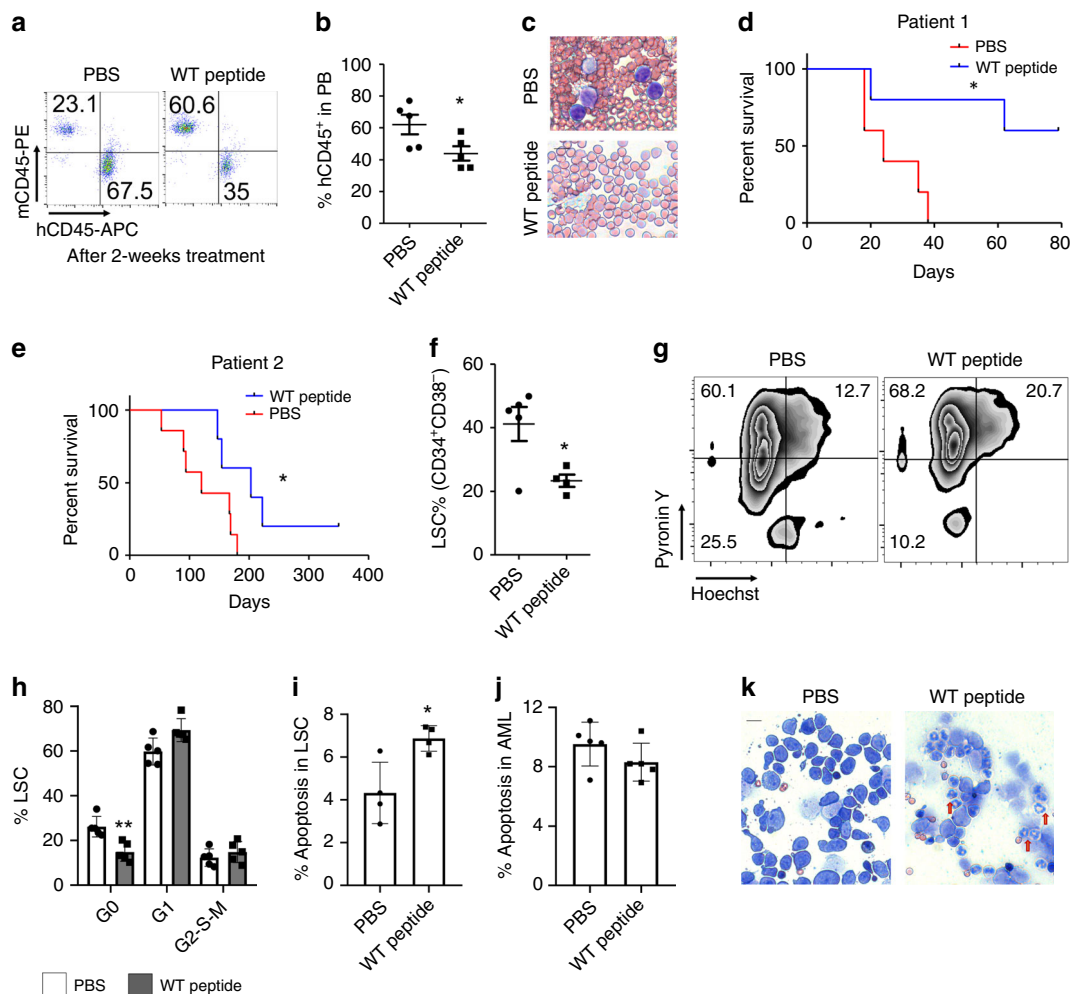 a
PBS
WT peptide
23.1
60.6
67.5
35
mCD45-PE
hCD45-APC
After 2-weeks treatment
b
% hCD45+ in PB
100
80
60
40
20
0
*
PBS
WT peptide
c
PBS
WT peptide
d
Patient 1
PBS
WT peptide
*
Percent survival
100
50
0
0
20
40
60
80
Days
e
Patient 2
WT peptide
PBS
*
Percent survival
100
50
0
0
100
200
300
400
Days
f
LSC% (CD34+CD38−)
60
40
20
0
*
PBS
WT peptide
g
PBS
WT peptide
60.1
12.7
68.2
20.7
25.5
10.2
Pyronin Y
Hoechst
h
% LSC
80
60
40
20
0
**
G0
G1
G2-S-M
PBS
WT peptide
i
% Apoptosis in LSC
8
6
4
2
0
*
PBS
WT peptide
j
% Apoptosis in AML
12
9
6
3
0
PBS
WT peptide
k
PBS
WT peptide